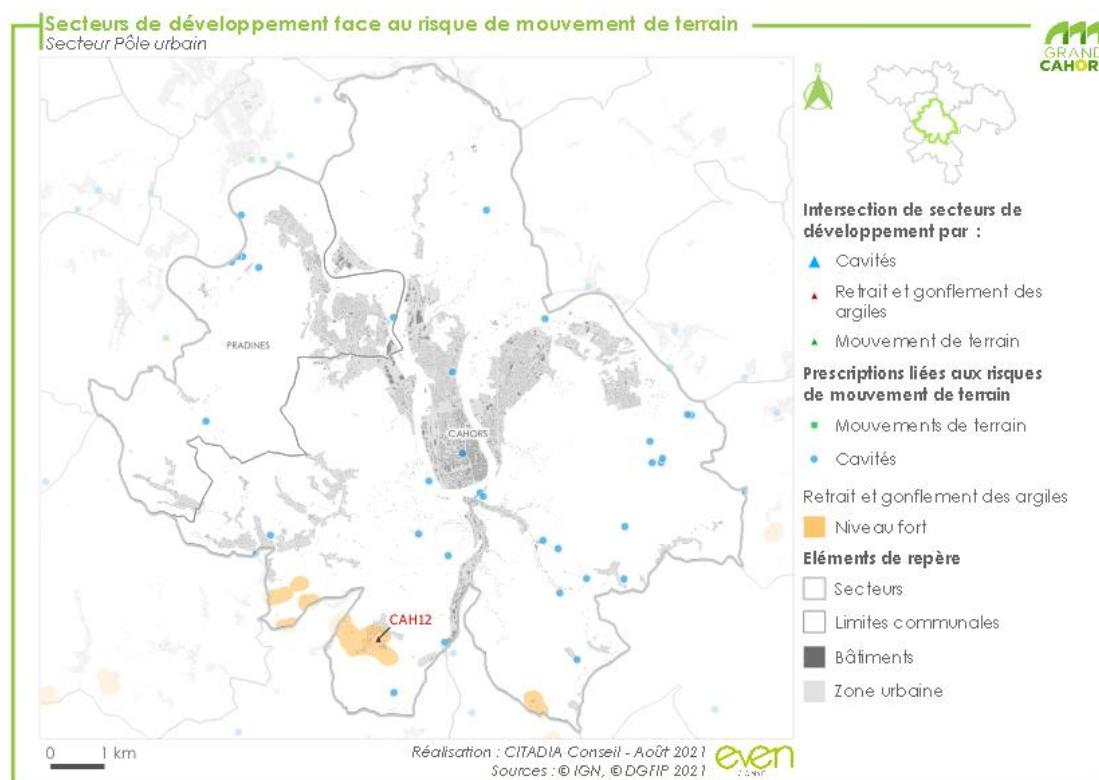 Secteurs de développement face au risque de mouvement de terrain
Secteur Pôle urbain
GRAND
CAHORS
N
PRADINES
CAHORS
CAH12
Intersection de secteurs de
développement par :
Cavités
Retrait et gonflement des
argiles
Mouvement de terrain
Prescriptions liées aux risques
de mouvement de terrain
Mouvements de terrain
Cavités
Retrait et gonflement des argiles
Niveau fort
Eléments de repère
Secteurs
Limites communales
Bâtiments
Zone urbaine
0 1 km
Réalisation : CITADIA Conseil - Août 2021
Sources : © IGN, © DGFIP 2021
even